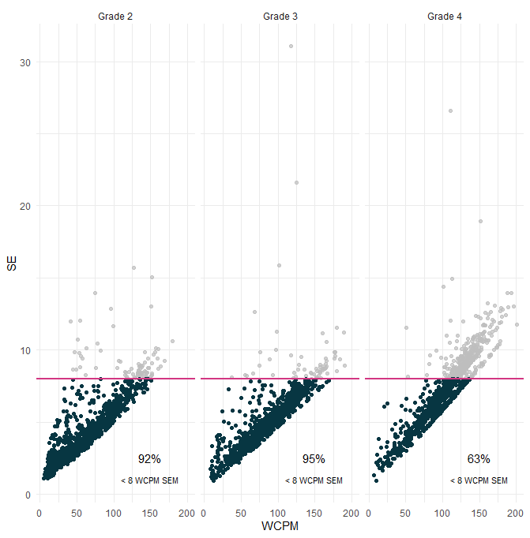 Grade 2 Grade 3 Grade 4
30
20
SE
10
92% 95% 63%
< 8 WCPM SEM < 8 WCPM SEM < 8 WCPM SEM
0
0 50 100 150 200 0 50 100 150 200 0 50 100 150 200
WCPM